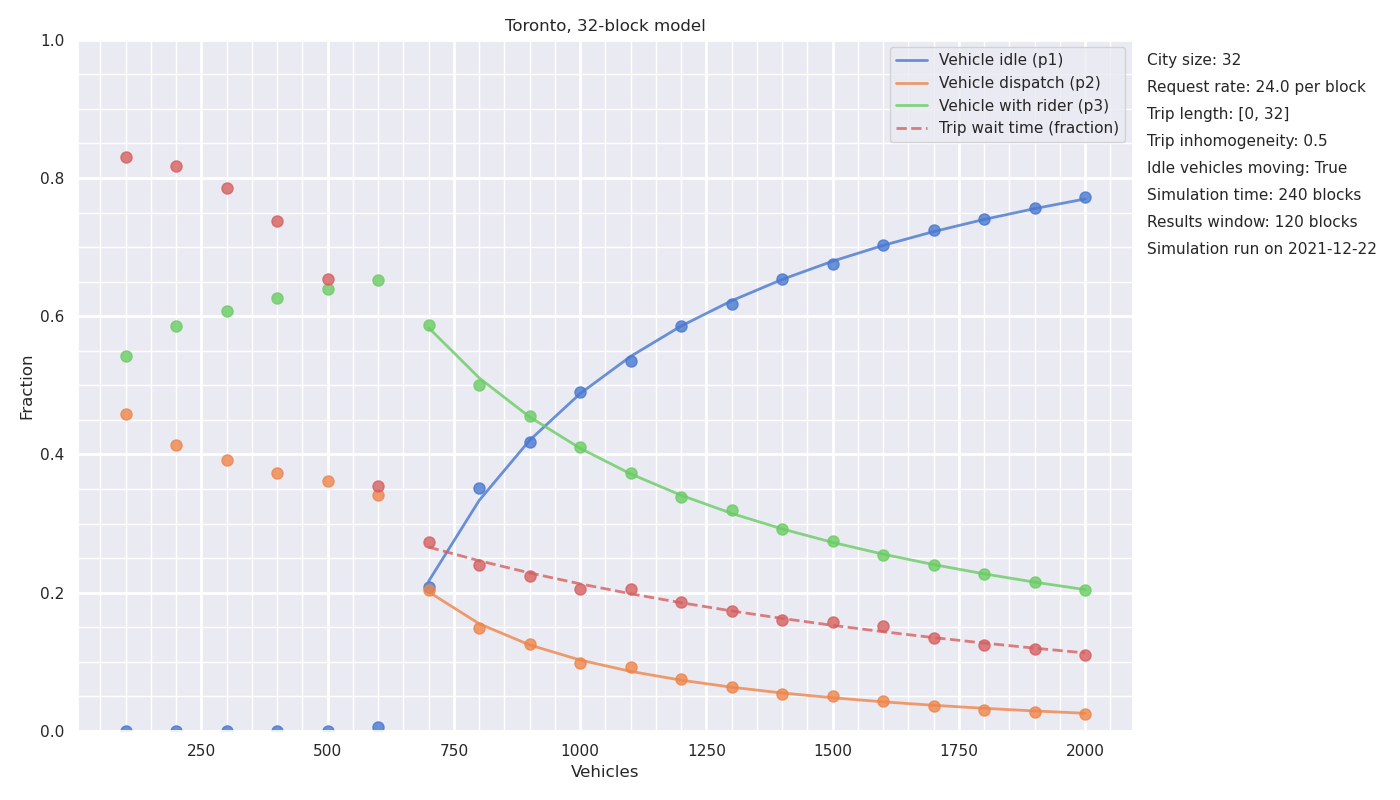 Toronto, 32-block model
1.0
0.8
0.6
0.4
0.2
0.0
Fraction
250
500
750
1000
1250
1500
1750
2000
Vehicles
Vehicle idle (p1)
Vehicle dispatch (p2)
Vehicle with rider (p3)
Trip wait time (fraction)
City size: 32
Request rate: 24.0 per block
Trip length: [0, 32]
Trip inhomogeneity: 0.5
Idle vehicles moving: True
Simulation time: 240 blocks
Results window: 120 blocks
Simulation run on 2021-12-22